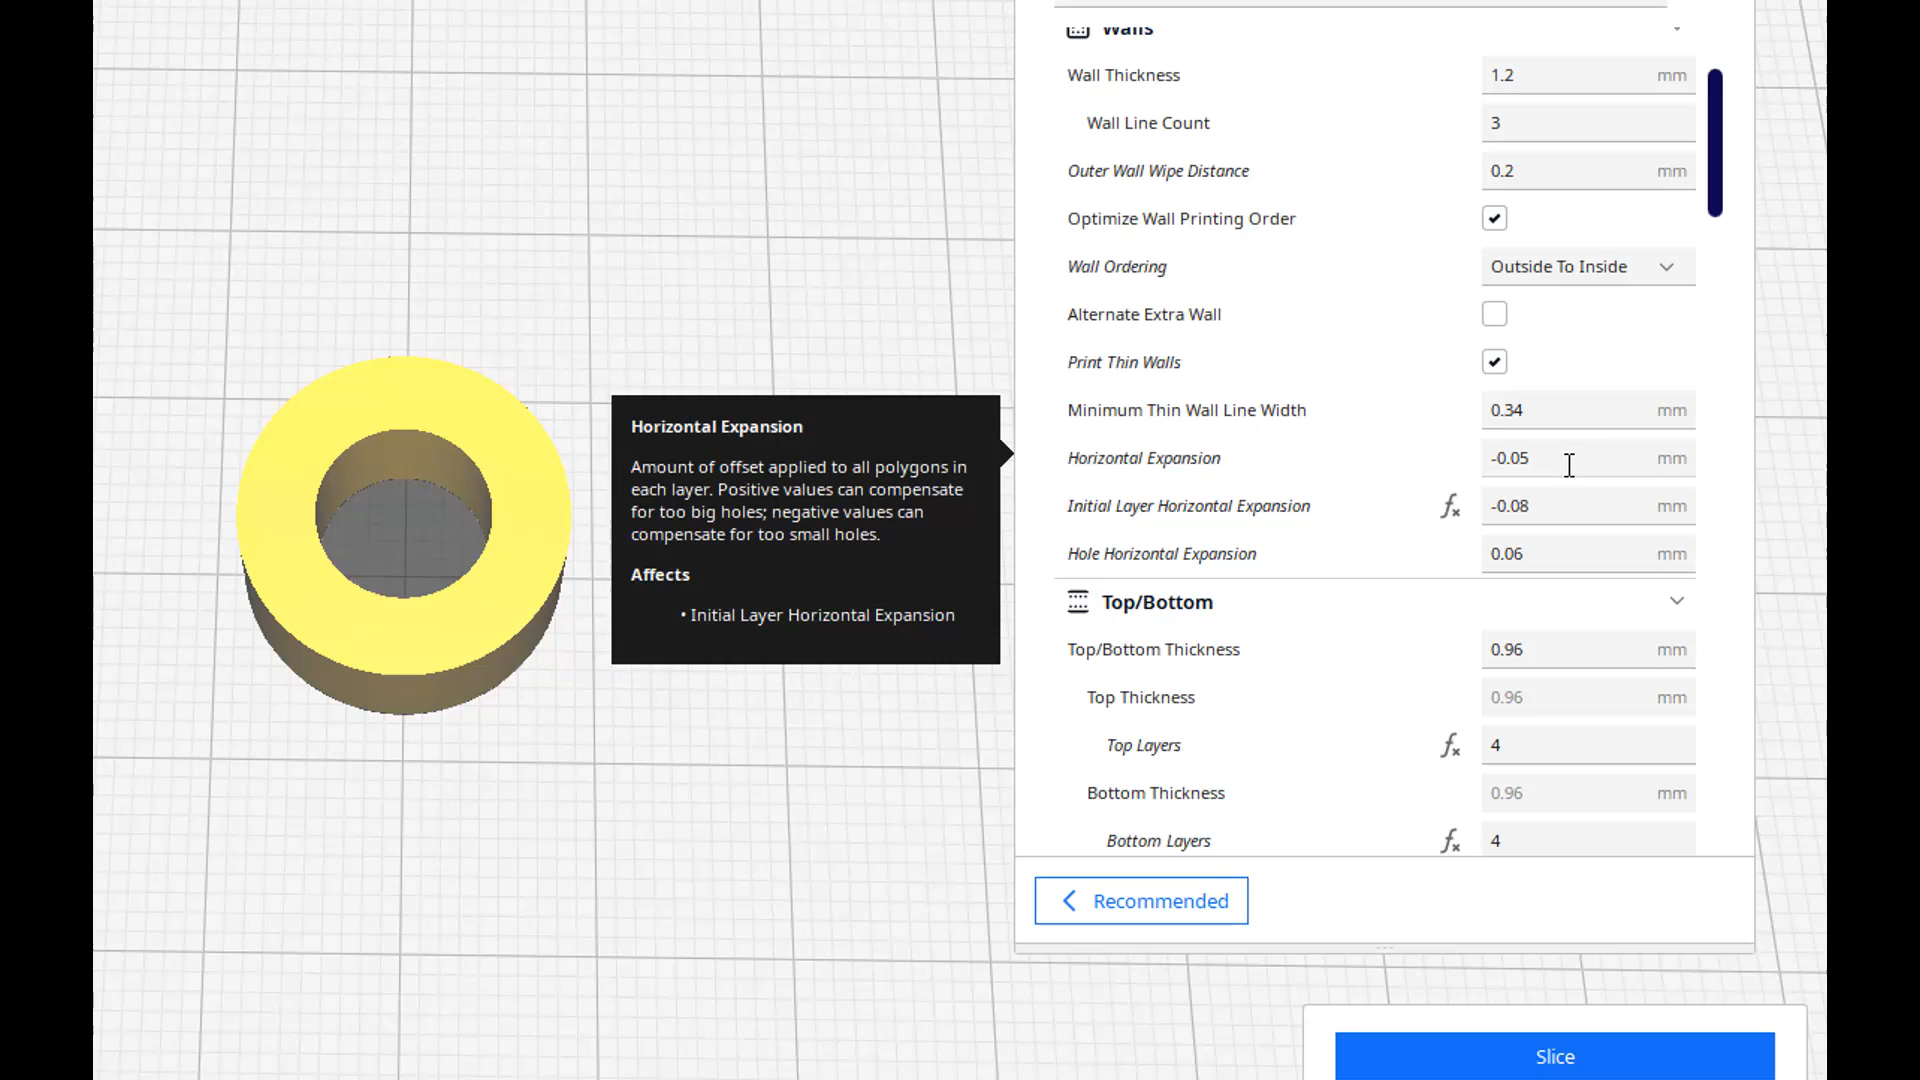 Walls
Wall Thickness 1.2 mm
Wall Line Count 3
Outer Wall Wipe Distance 0.2 mm
Optimize Wall Printing Order
Wall Ordering Outside To Inside
Alternate Extra Wall
Print Thin Walls
Minimum Thin Wall Line Width 0.34 mm
Horizontal Expansion -0.05 mm
Initial Layer Horizontal Expansion fx -0.08 mm
Hole Horizontal Expansion 0.06 mm
Top/Bottom
Top/Bottom Thickness 0.96 mm
Top Thickness 0.96 mm
Top Layers fx 4
Bottom Thickness 0.96 mm
Bottom Layers fx 4
Recommended
Slice
Horizontal Expansion
Amount of offset applied to all polygons in
each layer. Positive values can compensate
for too big holes; negative values can
compensate for too small holes.
Affects
• Initial Layer Horizontal Expansion